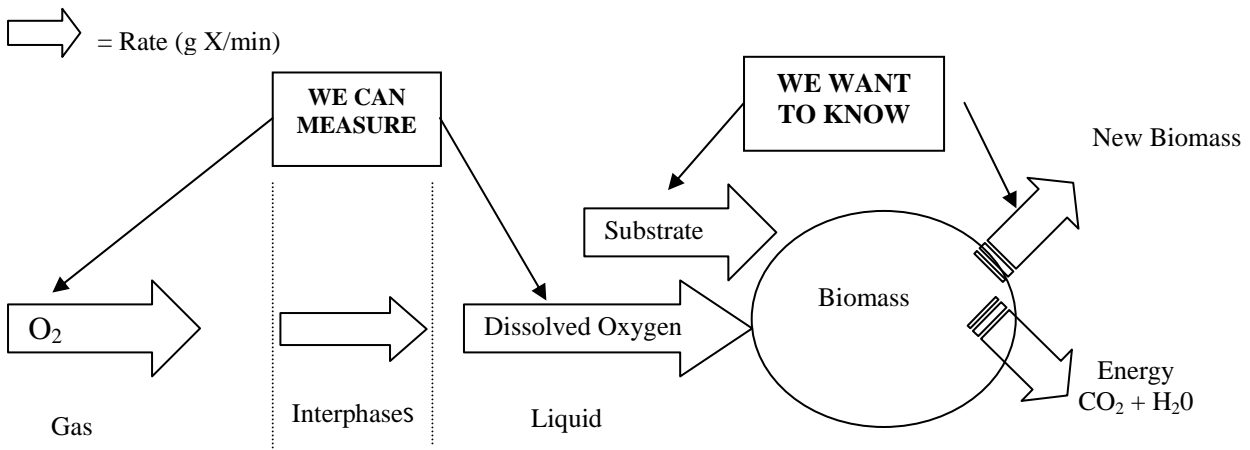 = Rate (g X/min)
WE CAN
MEASURE
WE WANT
TO KNOW
New Biomass
Substrate
Biomass
O₂
Dissolved Oxygen
Energy
CO₂ + H₂0
Gas
Interphases
Liquid